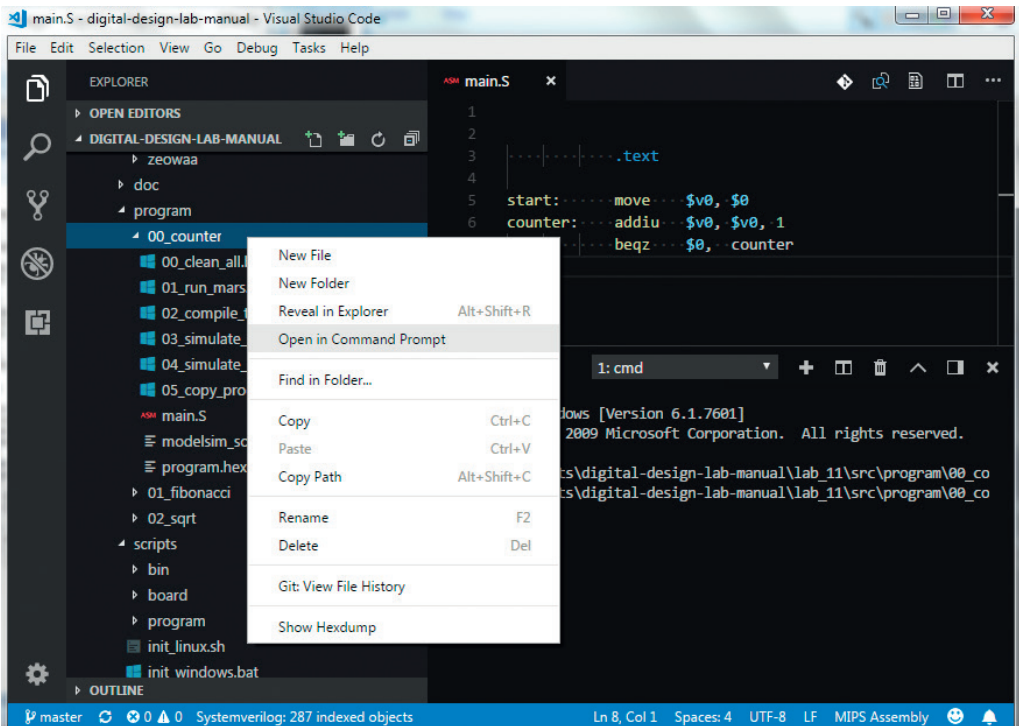 main.S - digital-design-lab-manual - Visual Studio Code
File Edit Selection View Go Debug Tasks Help
EXPLORER
OPEN EDITORS
DIGITAL-DESIGN-LAB-MANUAL
zeowaa
doc
program
00_counter
00_clean_all.
01_run_mars
02_compile_
03_simulate_
04_simulate_
05_copy_pro
ASM main.S
modelsim_sc
program.hex
01_fibonacci
02_sqrt
scripts
bin
board
program
init_linux.sh
init_windows.bat
OUTLINE
New File
New Folder
Reveal in Explorer Alt+Shift+R
Open in Command Prompt
Find in Folder...
Copy Ctrl+C
Paste Ctrl+V
Copy Path Alt+Shift+C
Rename F2
Delete Del
Git: View File History
Show Hexdump
ASM main.S
1
2
3 .text
4
5 start: move $v0, $0
6 counter: addiu $v0, $v0, 1
beqz $0, counter
1: cmd
dows [Version 6.1.7601]
2009 Microsoft Corporation. All rights reserved.
ts\digital-design-lab-manual\lab_11\src\program\00_co
ts\digital-design-lab-manual\lab_11\src\program\00_co
master 0 0 Systemverilog: 287 indexed objects
Ln 8, Col 1 Spaces: 4 UTF-8 LF MIPS Assembly